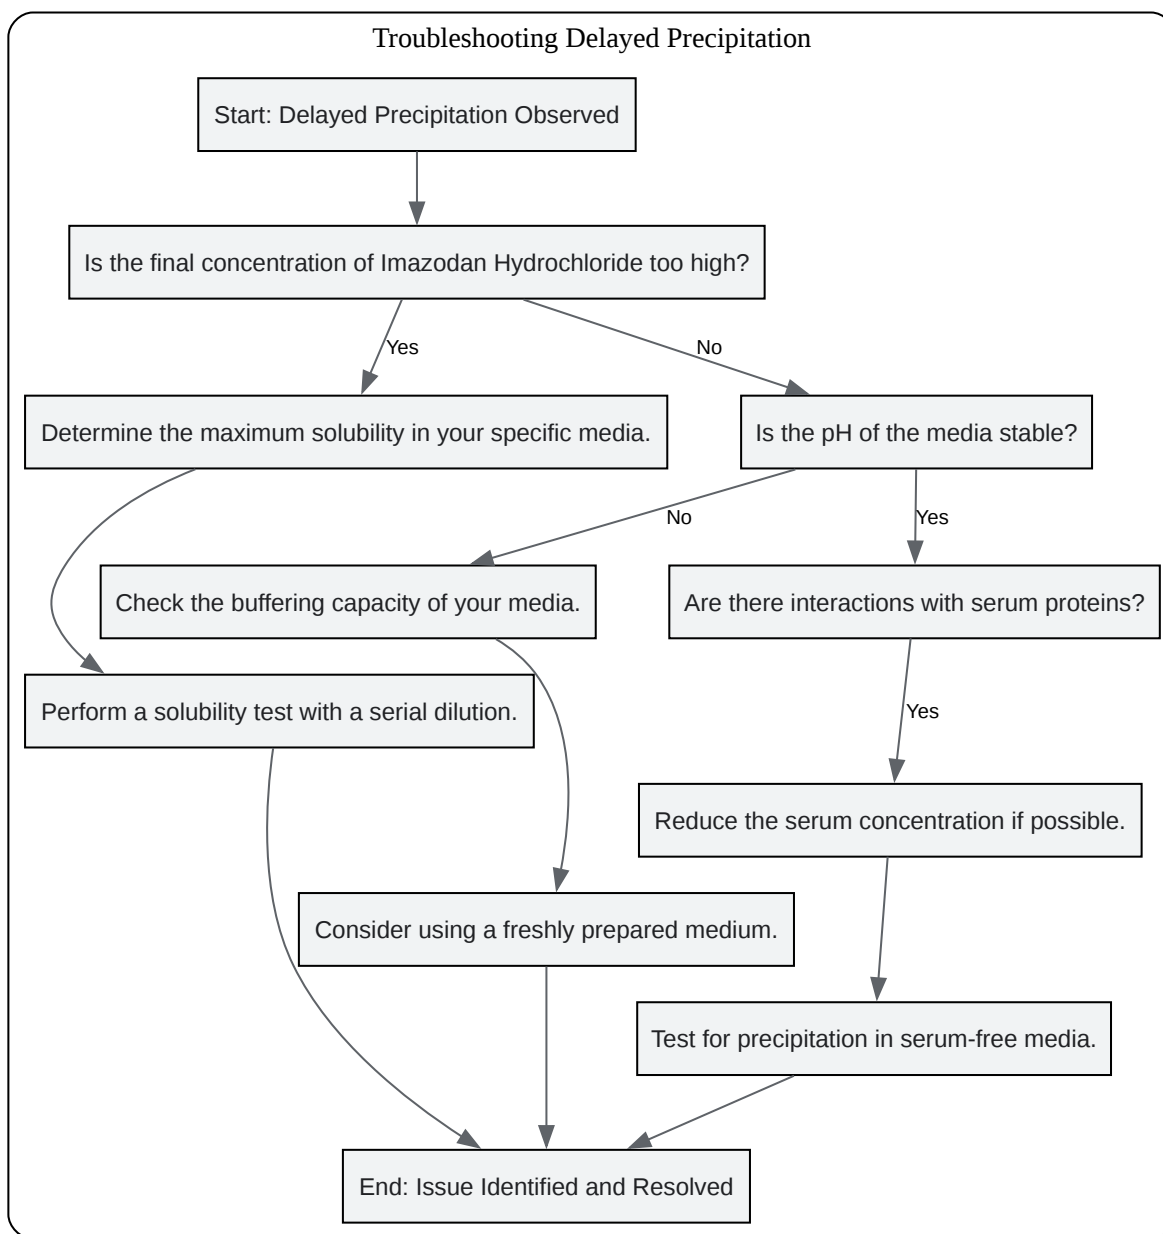 Troubleshooting Delayed Precipitation
Start: Delayed Precipitation Observed
Is the final concentration of Imazodan Hydrochloride too high?
Yes
No
Determine the maximum solubility in your specific media.
Is the pH of the media stable?
No
Yes
Check the buffering capacity of your media.
Are there interactions with serum proteins?
Perform a solubility test with a serial dilution.
Yes
Reduce the serum concentration if possible.
Consider using a freshly prepared medium.
Test for precipitation in serum-free media.
End: Issue Identified and Resolved